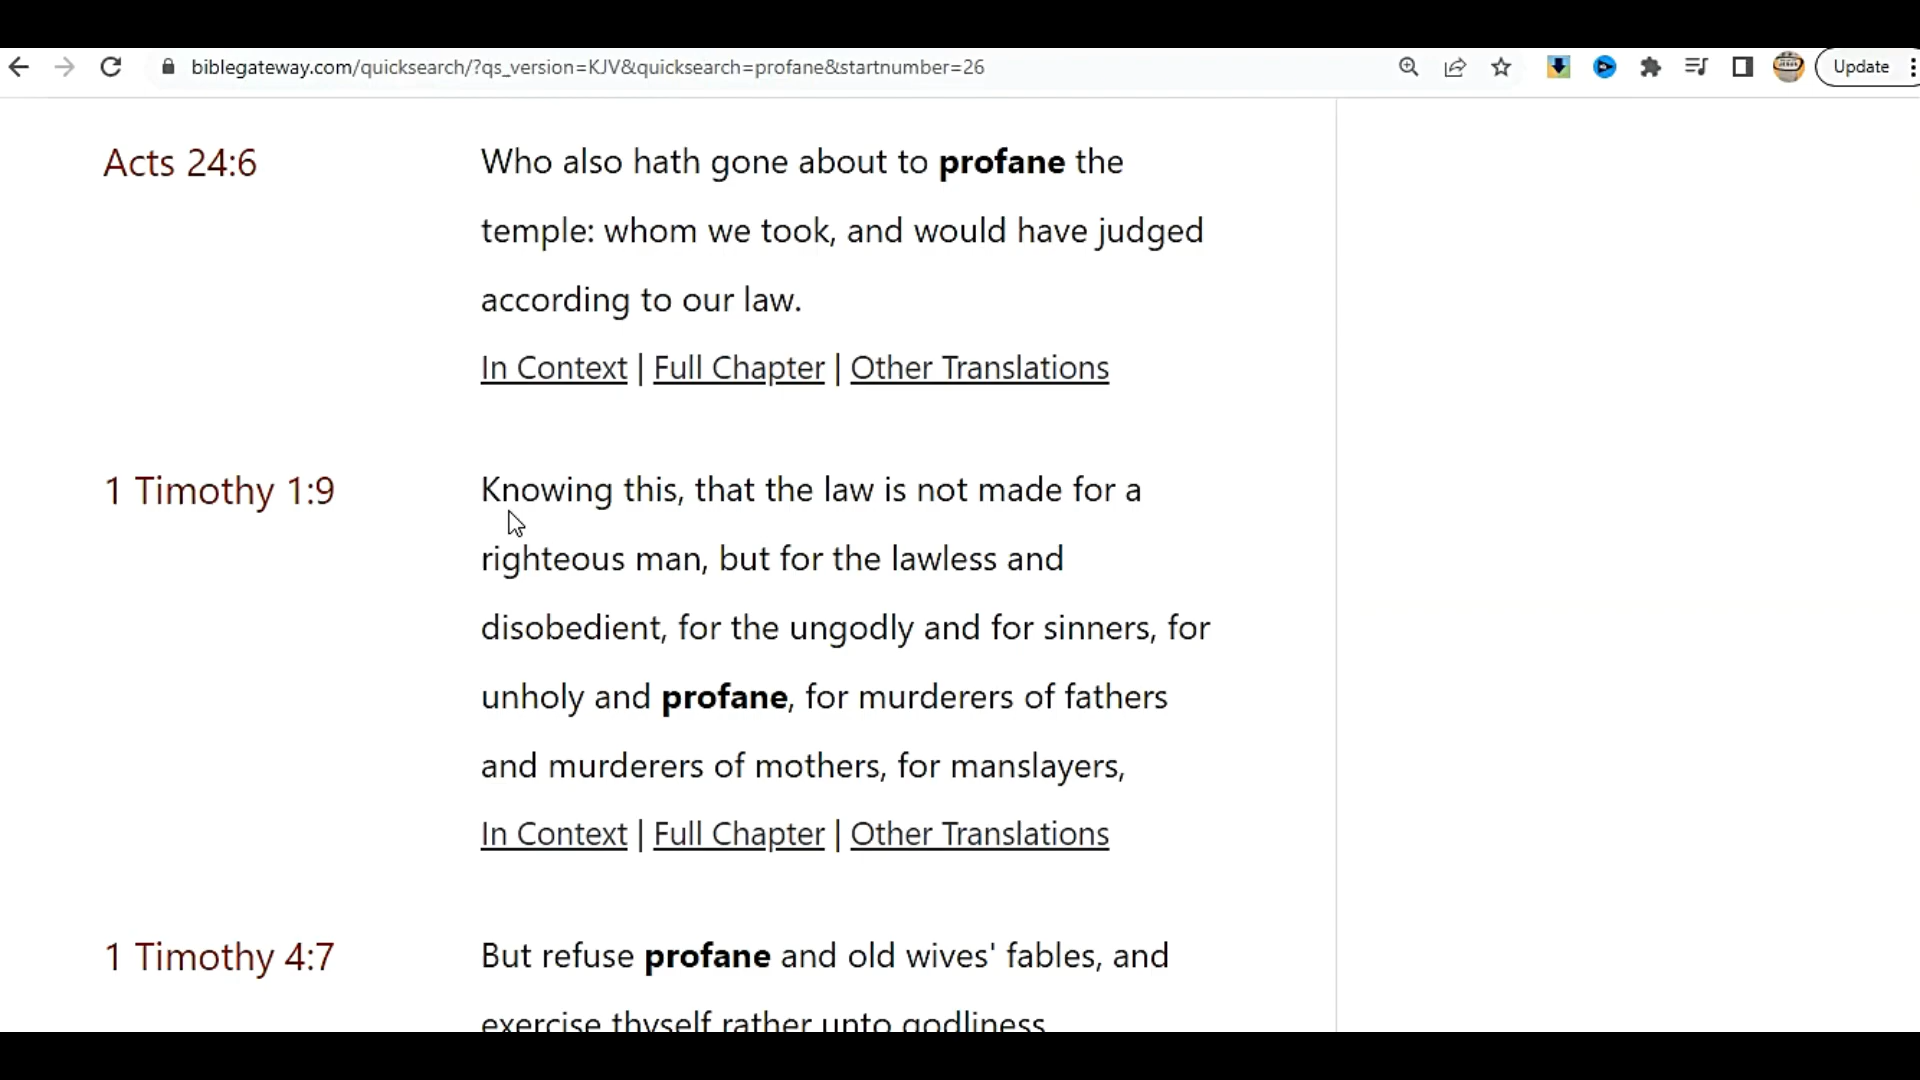 biblegateway.com/quicksearch/?qs_version=KJV&quicksearch=profane&startnumber=26
Update
Acts 24:6
Who also hath gone about to profane the
temple: whom we took, and would have judged
according to our law.
In Context | Full Chapter | Other Translations
1 Timothy 1:9
Knowing this, that the law is not made for a
righteous man, but for the lawless and
disobedient, for the ungodly and for sinners, for
unholy and profane, for murderers of fathers
and murderers of mothers, for manslayers,
In Context | Full Chapter | Other Translations
1 Timothy 4:7
But refuse profane and old wives' fables, and
exercise thyself rather unto godliness